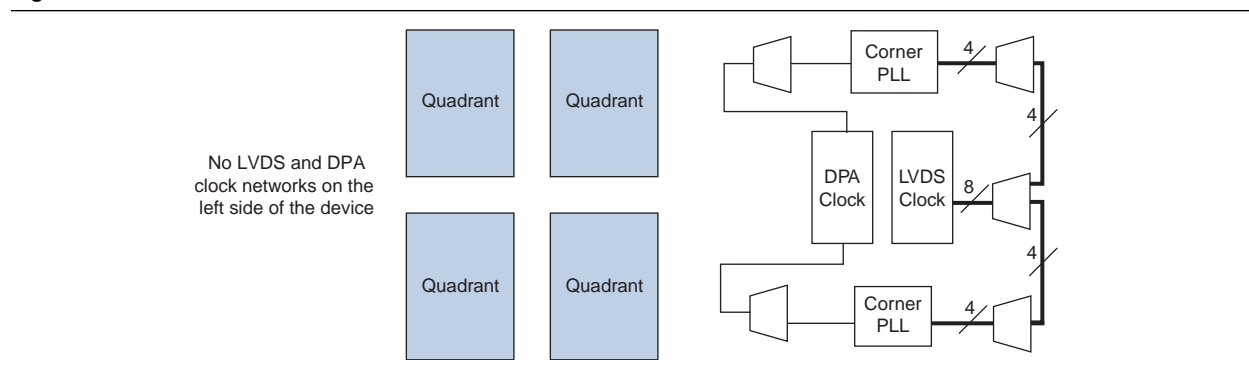 Quadrant
Quadrant
Corner
PLL
4
4
4
No LVDS and DPA
clock networks on the
left side of the device
DPA
Clock
LVDS
Clock
8
Quadrant
Quadrant
Corner
PLL
4